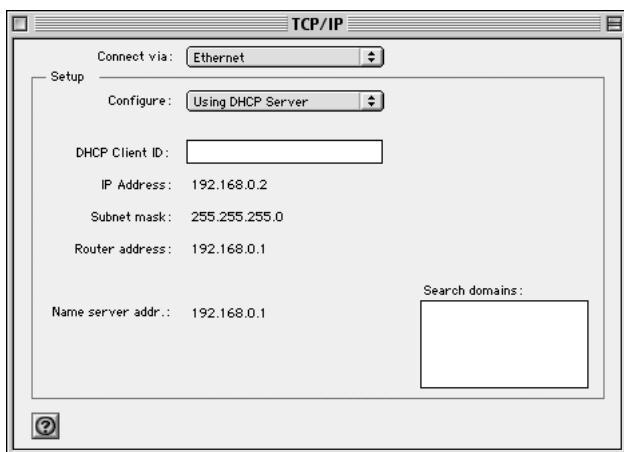 TCP/IP
Connect via: Ethernet
Setup
Configure: Using DHCP Server
DHCP Client ID:
IP Address: 192.168.0.2
Subnet mask: 255.255.255.0
Router address: 192.168.0.1
Search domains:
Name server addr.: 192.168.0.1
?